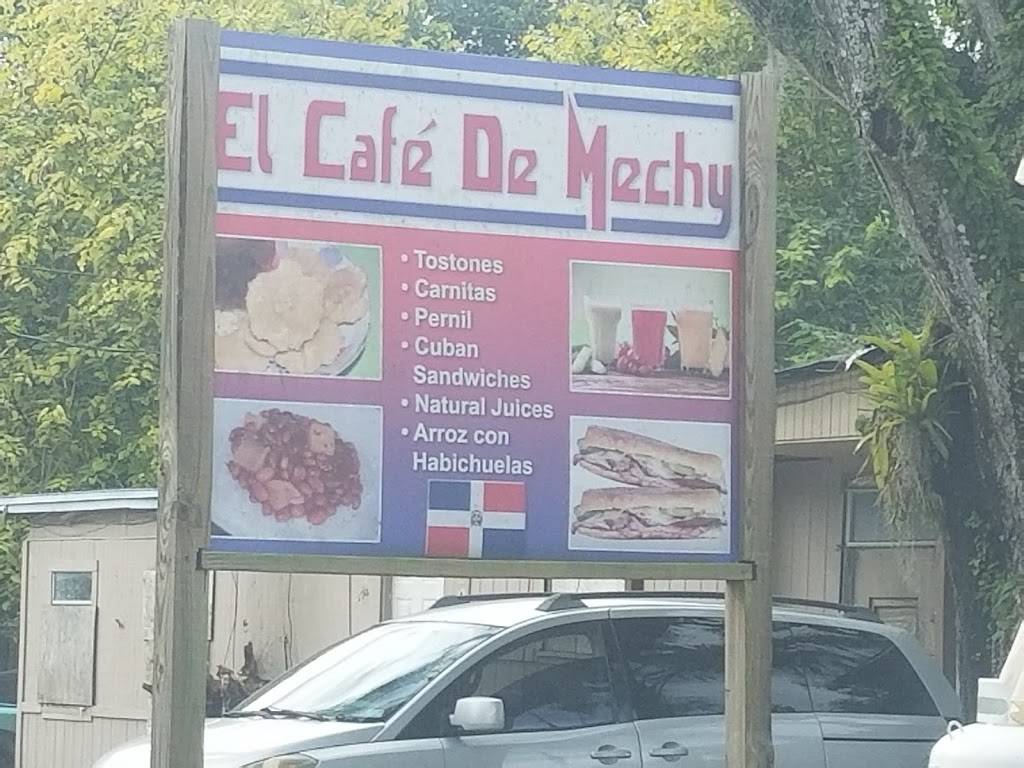 El Café De Mechy
• Tostones
• Carnitas
• Pernil
• Cuban
Sandwiches
• Natural Juices
• Arroz con
Habichuelas